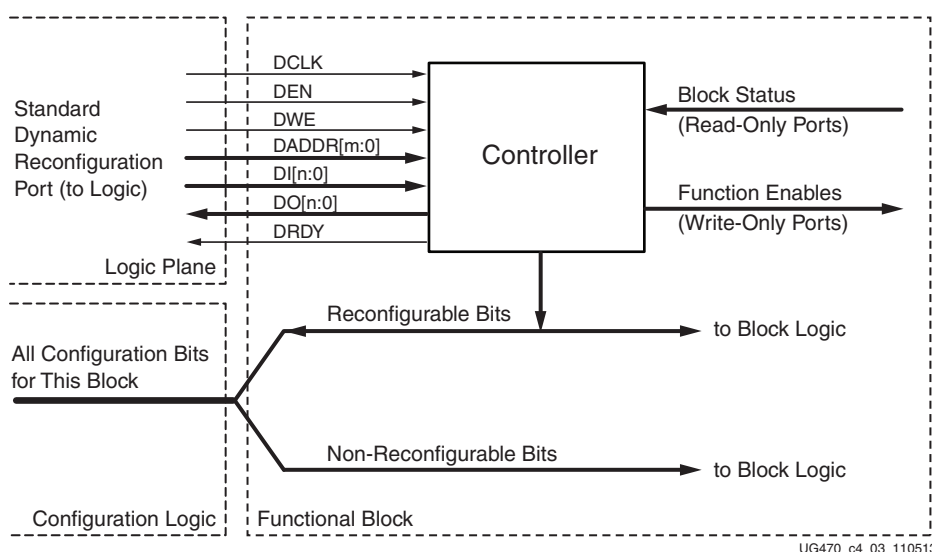 DCLK
DEN
DWE
DADDR[m:0]
DI[n:0]
DO[n:0]
DRDY
Standard
Dynamic
Reconfiguration
Port (to Logic)
Logic Plane
Controller
Block Status
(Read-Only Ports)
Function Enables
(Write-Only Ports)
Reconfigurable Bits
to Block Logic
All Configuration Bits
for This Block
Non-Reconfigurable Bits
to Block Logic
Configuration Logic
Functional Block
UG470_c4_03_110513